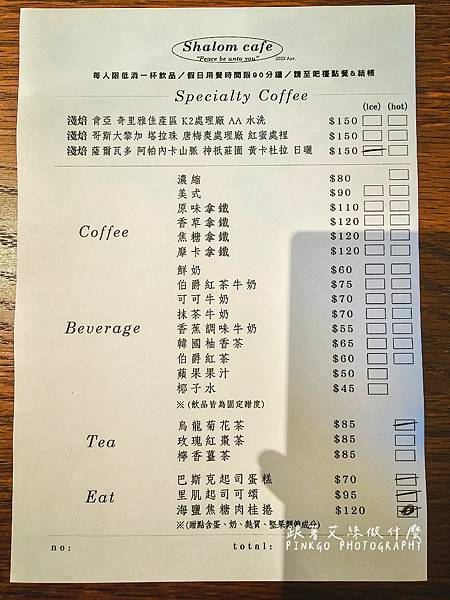 Shalom cafe
"Peace be unto you"
2023 Apr.
每人限低消一杯飲品／假日用餐時間限90分鐘／請至吧檯點餐&結帳
Specialty Coffee
(ice) (hot)
淺焙 肯亞 奇里雅佳產區 K2處理廠 AA 水洗 $150
淺焙 哥斯大黎加 塔拉珠 唐梅奧處理廠 紅蜜處理 $150
淺焙 薩爾瓦多 阿帕內卡山脈 神祇莊園 黃卡杜拉 日曬 $150
Coffee
濃縮 $80
美式 $90
原味拿鐵 $110
香草拿鐵 $120
焦糖拿鐵 $120
摩卡拿鐵 $120
Beverage
鮮奶 $60
伯爵紅茶牛奶 $75
可可牛奶 $70
抹茶牛奶 $70
香蕉調味牛奶 $55
韓國柚香茶 $65
伯爵紅茶 $60
蘋果果汁 $50
椰子水 $45
※(飲品皆為固定甜度)
Tea
烏龍菊花茶 $85
玫瑰紅棗茶 $85
檸香薑茶 $85
Eat
巴斯克起司蛋糕 $70
里肌起司可頌 $95
海鹽焦糖肉桂捲 $120
※(甜點含蛋、奶、麩質、堅果類等成分)
no: total:
跟著艾絲做什麼
PINKGO PHOTOGRAPHY